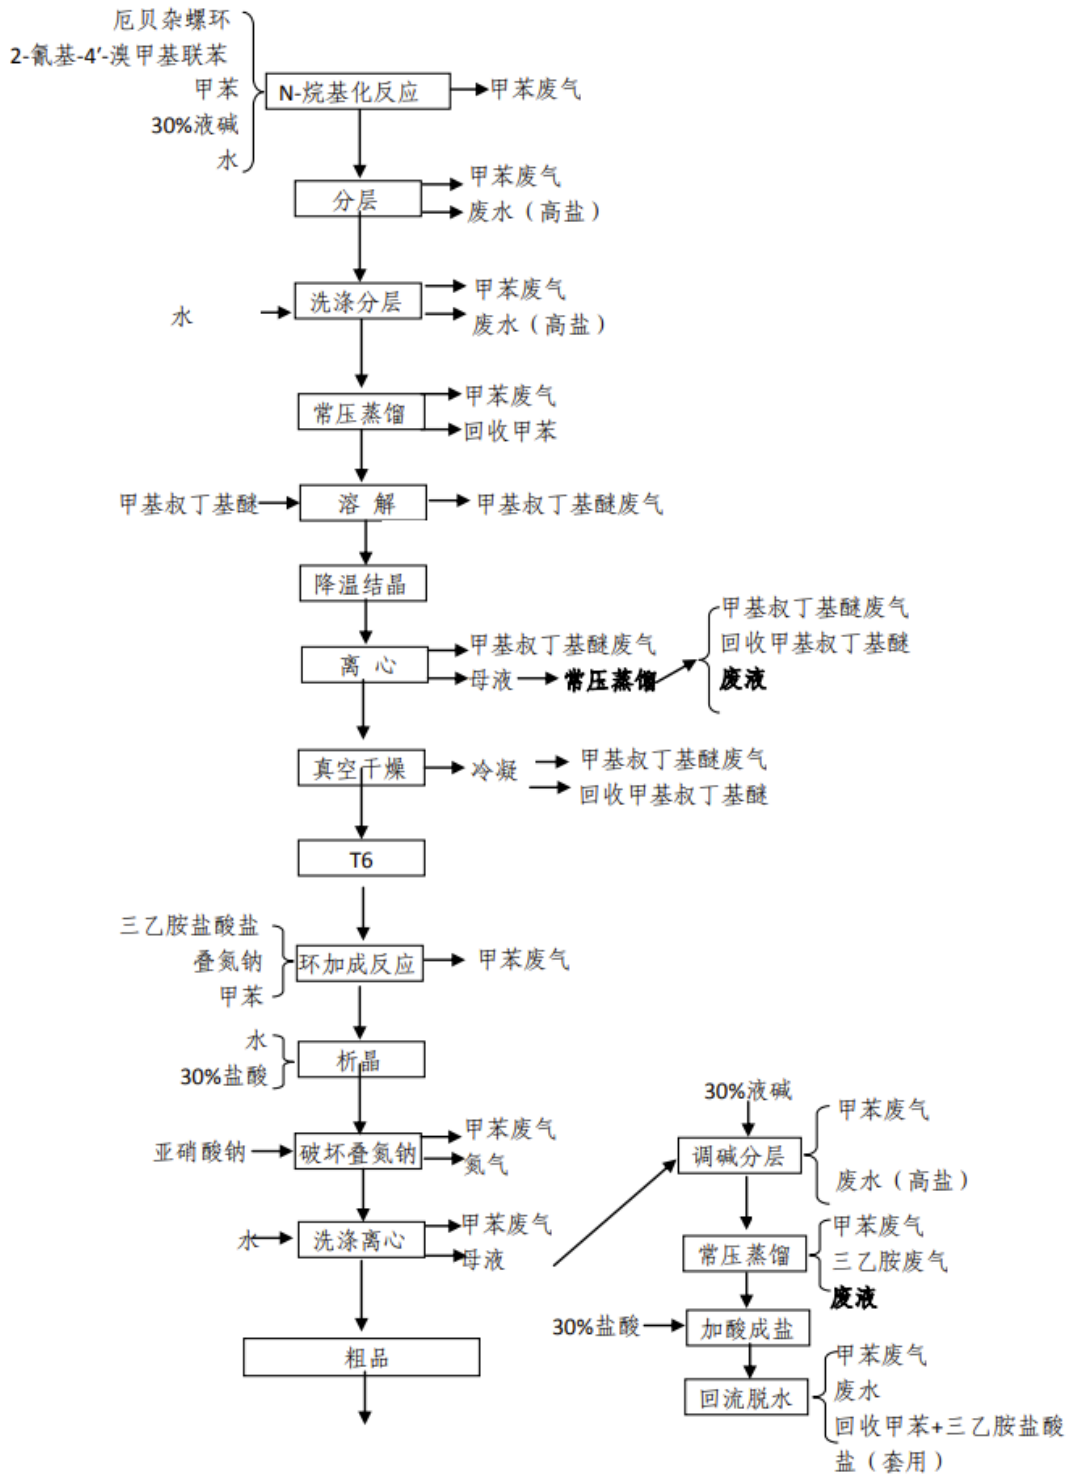 厄贝杂螺环
2-氰基-4′-溴甲基联苯
甲苯
30%液碱
水
N-烷基化反应
甲苯废气
分层
甲苯废气
废水（高盐）
水
洗涤分层
甲苯废气
废水（高盐）
常压蒸馏
甲苯废气
回收甲苯
甲基叔丁基醚
溶 解
甲基叔丁基醚废气
降温结晶
离 心
甲基叔丁基醚废气
母液
常压蒸馏
甲基叔丁基醚废气
回收甲基叔丁基醚
废液
真空干燥
冷凝
甲基叔丁基醚废气
回收甲基叔丁基醚
T6
三乙胺盐酸盐
叠氮钠
甲苯
环加成反应
甲苯废气
水
30%盐酸
析晶
亚硝酸钠
破坏叠氮钠
甲苯废气
氮气
水
洗涤离心
甲苯废气
母液
粗品
30%液碱
调碱分层
甲苯废气
废水（高盐）
常压蒸馏
甲苯废气
三乙胺废气
废液
30%盐酸
加酸成盐
回流脱水
甲苯废气
废水
回收甲苯+三乙胺盐酸
盐（套用）